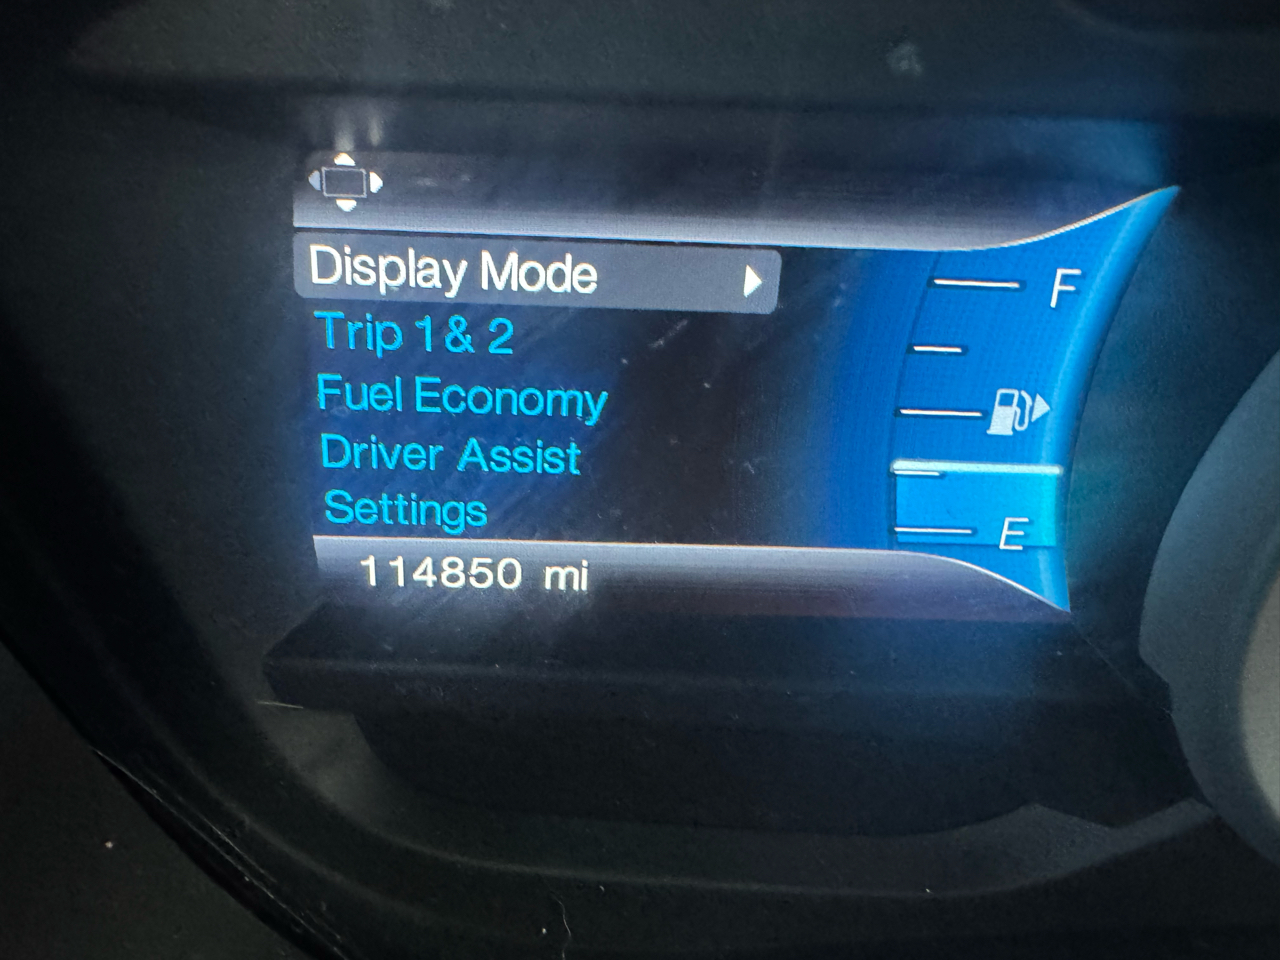 Display Mode
Trip 1 & 2
Fuel Economy
Driver Assist
Settings
114850 mi
F
E